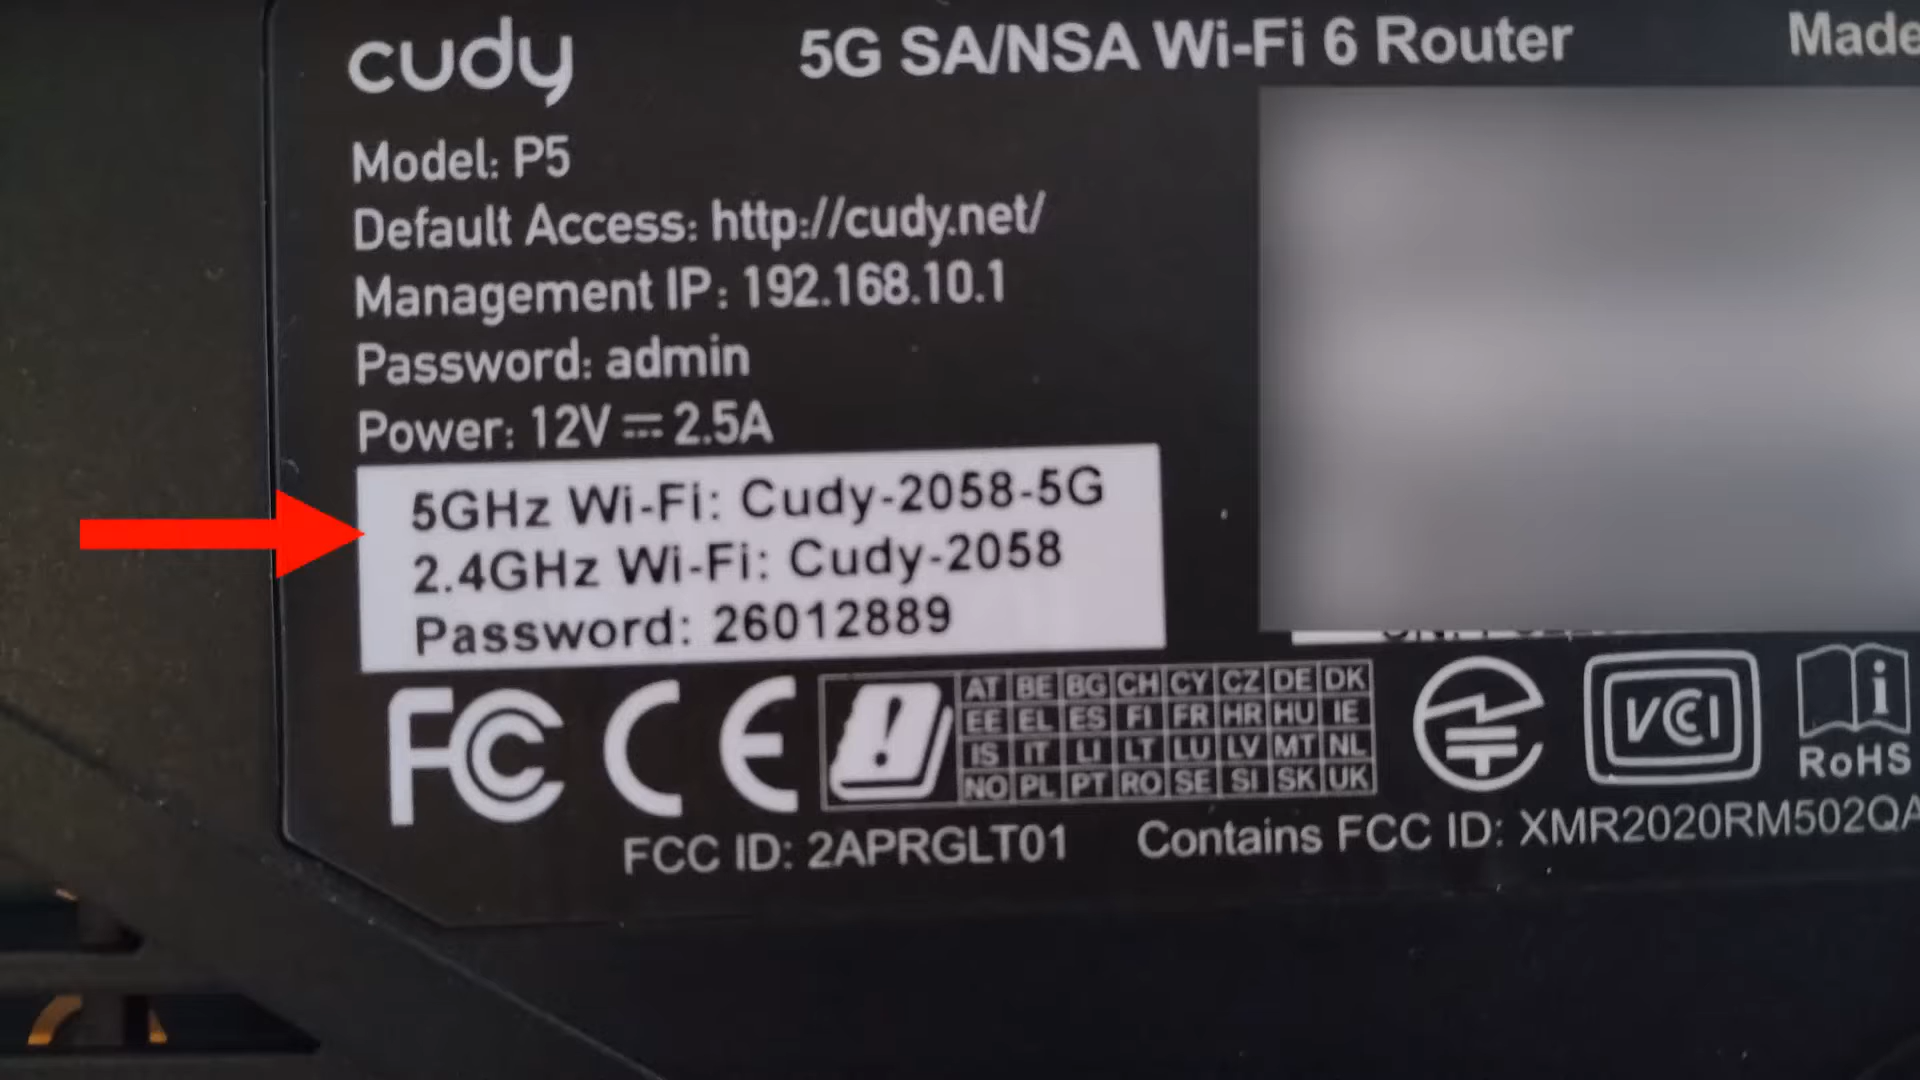 cudy
5G SA/NSA Wi-Fi 6 Router
Made
Model: P5
Default Access: http://cudy.net/
Management IP: 192.168.10.1
Password: admin
Power: 12V ⎓ 2.5A
5GHz Wi-Fi: Cudy-2058-5G
2.4GHz Wi-Fi: Cudy-2058
Password: 26012889
FC CE
AT BE BG CH CY CZ DE DK
EE EL ES FI FR HR HU IE
IS IT LI LT LU LV MT NL
NO PL PT RO SE SI SK UK
VCCI
RoHS
FCC ID: 2APRGLT01
Contains FCC ID: XMR2020RM502QA